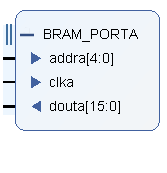 BRAM_PORTA
addra[4:0]
clka
douta[15:0]